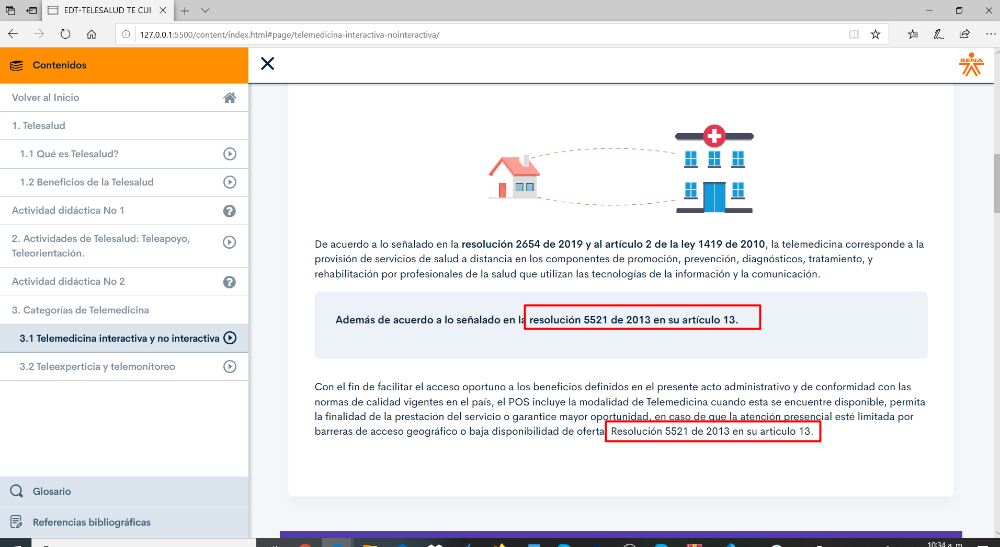 EDT-TELESALUD TE CUI
127.0.0.1:5500/content/index.html#page/telemedicina-interactiva-nointeractiva/
Contenidos
SENA
Volver al Inicio
1. Telesalud
1.1 Qué es Telesalud?
1.2 Beneficios de la Telesalud
Actividad didáctica No 1
2. Actividades de Telesalud: Teleapoyo,
Teleorientación.
Actividad didáctica No 2
3. Categorías de Telemedicina
3.1 Telemedicina interactiva y no interactiva
3.2 Teleexperticia y telemonitoreo
Glosario
Referencias bibliográficas
De acuerdo a lo señalado en la resolución 2654 de 2019 y al artículo 2 de la ley 1419 de 2010, la telemedicina corresponde a la
provisión de servicios de salud a distancia en los componentes de promoción, prevención, diagnósticos, tratamiento, y
rehabilitación por profesionales de la salud que utilizan las tecnologías de la información y la comunicación.
Además de acuerdo a lo señalado en la resolución 5521 de 2013 en su artículo 13.
Con el fin de facilitar el acceso oportuno a los beneficios definidos en el presente acto administrativo y de conformidad con las
normas de calidad vigentes en el país, el POS incluye la modalidad de Telemedicina cuando esta se encuentre disponible, permita
la finalidad de la prestación del servicio o garantice mayor oportunidad, en caso de que la atención presencial esté limitada por
barreras de acceso geográfico o baja disponibilidad de oferta Resolución 5521 de 2013 en su articulo 13.
10:34 a. m.